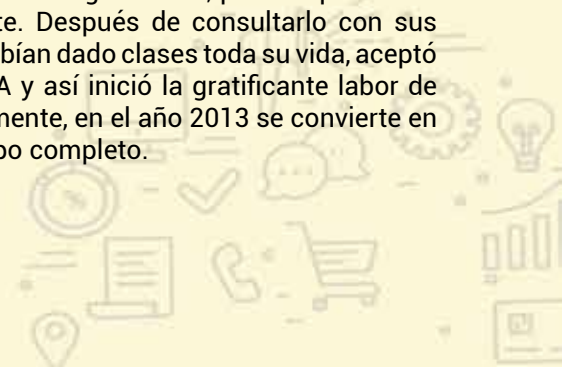 te. Después de consultarlo con sus
bían dado clases toda su vida, aceptó
A y así inició la gratificante labor de
mente, en el año 2013 se convierte en
po completo.